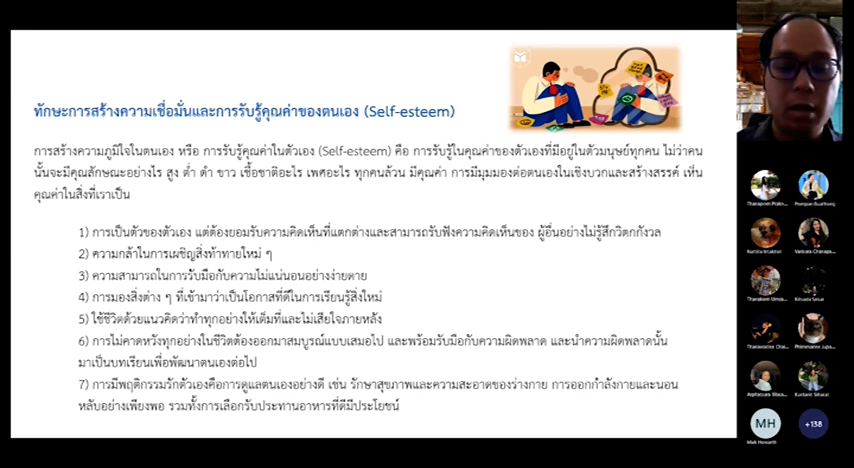 ทักษะการสร้างความเชื่อมั่นและการรับรู้คุณค่าของตนเอง (Self-esteem)
การสร้างความภูมิใจในตนเอง หรือ การรับรู้คุณค่าในตัวเอง (Self-esteem) คือ การรับรู้ในคุณค่าของตัวเองที่มีอยู่ในตัวมนุษย์ทุกคน ไม่ว่าคน
นั้นจะมีคุณลักษณะอย่างไร สูง ต่ำ ดำ ขาว เชื้อชาติอะไร เพศอะไร ทุกคนล้วน มีคุณค่า การมีมุมมองต่อตนเองในเชิงบวกและสร้างสรรค์ เห็น
คุณค่าในสิ่งที่เราเป็น
1) การเป็นตัวของตัวเอง แต่ต้องยอมรับความคิดเห็นที่แตกต่างและสามารถรับฟังความคิดเห็นของ ผู้อื่นอย่างไม่รู้สึกวิตกกังวล
2) ความกล้าในการเผชิญสิ่งท้าทายใหม่ ๆ
3) ความสามารถในการรับมือกับความไม่แน่นอนอย่างง่ายดาย
4) การมองสิ่งต่าง ๆ ที่เข้ามาว่าเป็นโอกาสที่ดีในการเรียนรู้สิ่งใหม่
5) ใช้ชีวิตด้วยแนวคิดว่าทำทุกอย่างให้เต็มที่และไม่เสียใจภายหลัง
6) การไม่คาดหวังทุกอย่างในชีวิตต้องออกมาสมบูรณ์แบบเสมอไป และพร้อมรับมือกับความผิดพลาด และนำความผิดพลาดนั้น
มาเป็นบทเรียนเพื่อพัฒนาตนเองต่อไป
7) การมีพฤติกรรมรักตัวเองคือการดูแลตนเองอย่างดี เช่น รักษาสุขภาพและความสะอาดของร่างกาย การออกกำลังกายและนอน
หลับอย่างเพียงพอ รวมทั้งการเลือกรับประทานอาหารที่ดีมีประโยชน์
MH
+138
Mak Howarth